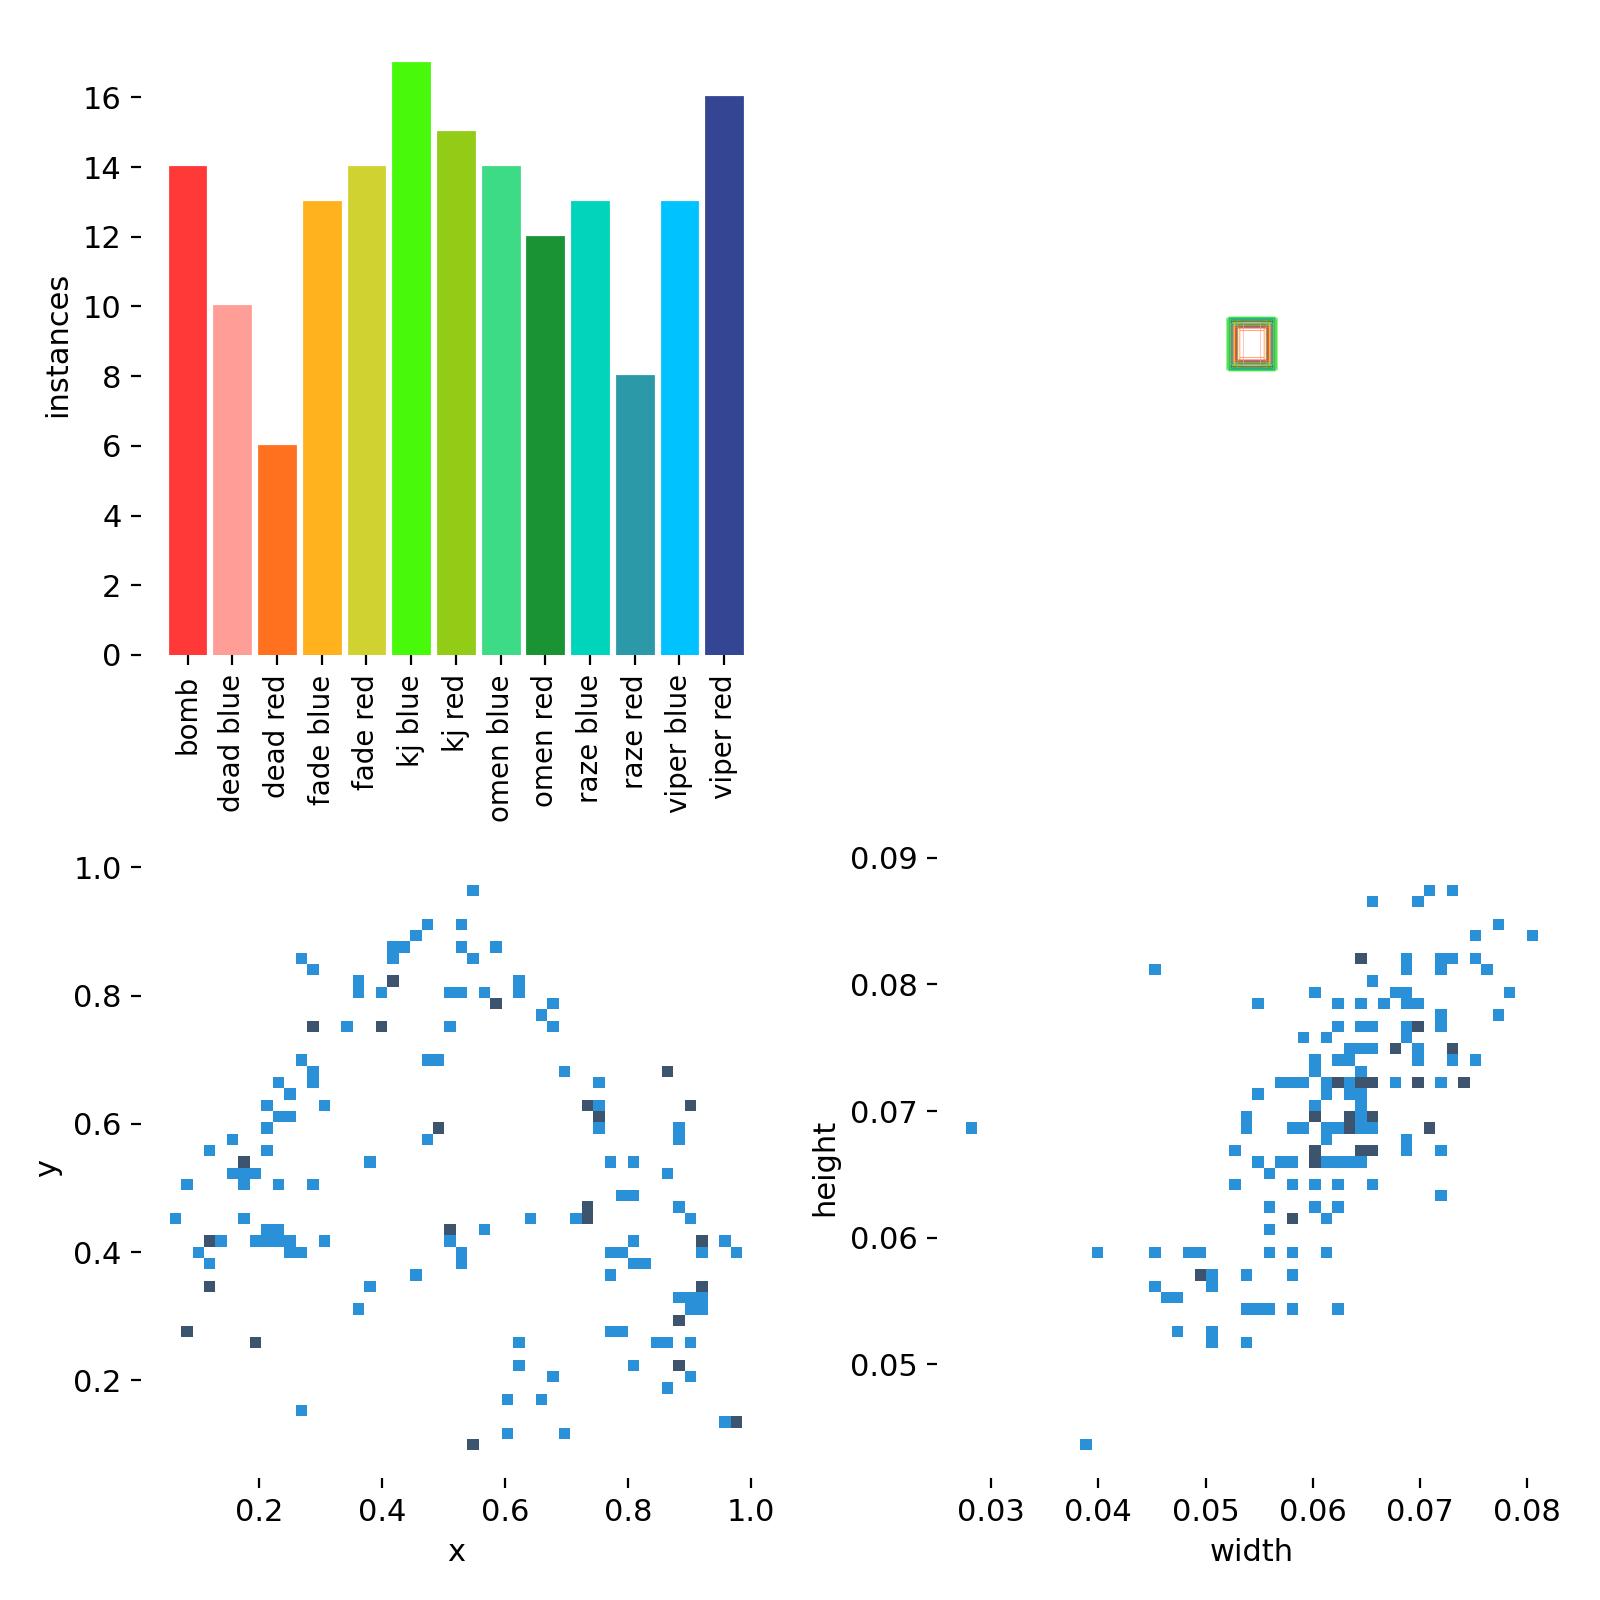 instances
16
14
12
10
8
6
4
2
0
bomb
dead blue
dead red
fade blue
fade red
kj blue
kj red
omen blue
omen red
raze blue
raze red
viper blue
viper red
y
1.0
0.8
0.6
0.4
0.2
0.2 0.4 0.6 0.8 1.0
x
height
0.09
0.08
0.07
0.06
0.05
0.03 0.04 0.05 0.06 0.07 0.08
width